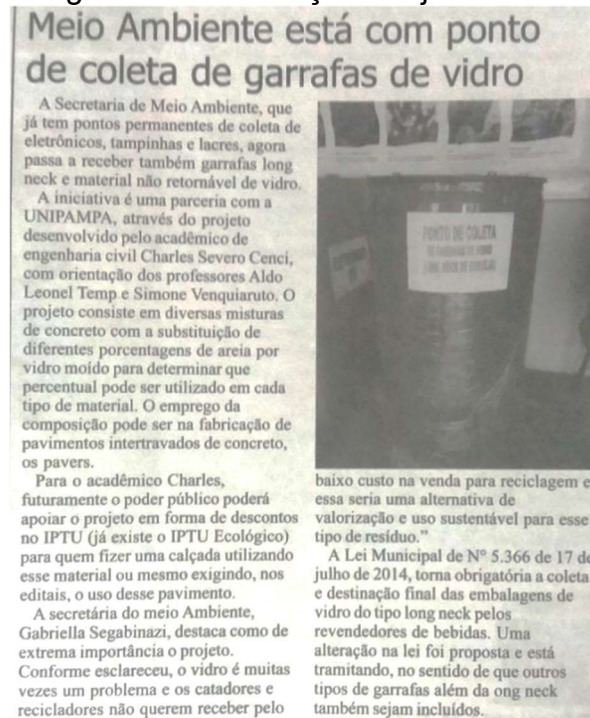 Meio Ambiente está com ponto
de coleta de garrafas de vidro
A Secretaria de Meio Ambiente, que
já tem pontos permanentes de coleta de
eletrônicos, tampinhas e lacres, agora
passa a receber também garrafas long
neck e material não retornável de vidro.
A iniciativa é uma parceria com a
UNIPAMPA, através do projeto
desenvolvido pelo acadêmico de
engenharia civil Charles Severo Cenci,
com orientação dos professores Aldo
Leonel Temp e Simone Venquiaruto. O
projeto consiste em diversas misturas
de concreto com a substituição de
diferentes porcentagens de areia por
vidro moído para determinar que
percentual pode ser utilizado em cada
tipo de material. O emprego da
composição pode ser na fabricação de
pavimentos intertravados de concreto,
os pavers.
Para o acadêmico Charles,
futuramente o poder público poderá
apoiar o projeto em forma de descontos
no IPTU (já existe o IPTU Ecológico)
para quem fizer uma calçada utilizando
esse material ou mesmo exigindo, nos
editais, o uso desse pavimento.
A secretária do meio Ambiente,
Gabriella Segabinazi, destaca como de
extrema importância o projeto.
Conforme esclareceu, o vidro é muitas
vezes um problema e os catadores e
recicladores não querem receber pelo
PONTO DE COLETA
baixo custo na venda para reciclagem e
essa seria uma alternativa de
valorização e uso sustentável para esse
tipo de resíduo."
A Lei Municipal de Nº 5.366 de 17 de
julho de 2014, torna obrigatória a coleta
e destinação final das embalagens de
vidro do tipo long neck pelos
revendedores de bebidas. Uma
alteração na lei foi proposta e está
tramitando, no sentido de que outros
tipos de garrafas além da ong neck
também sejam incluídos.